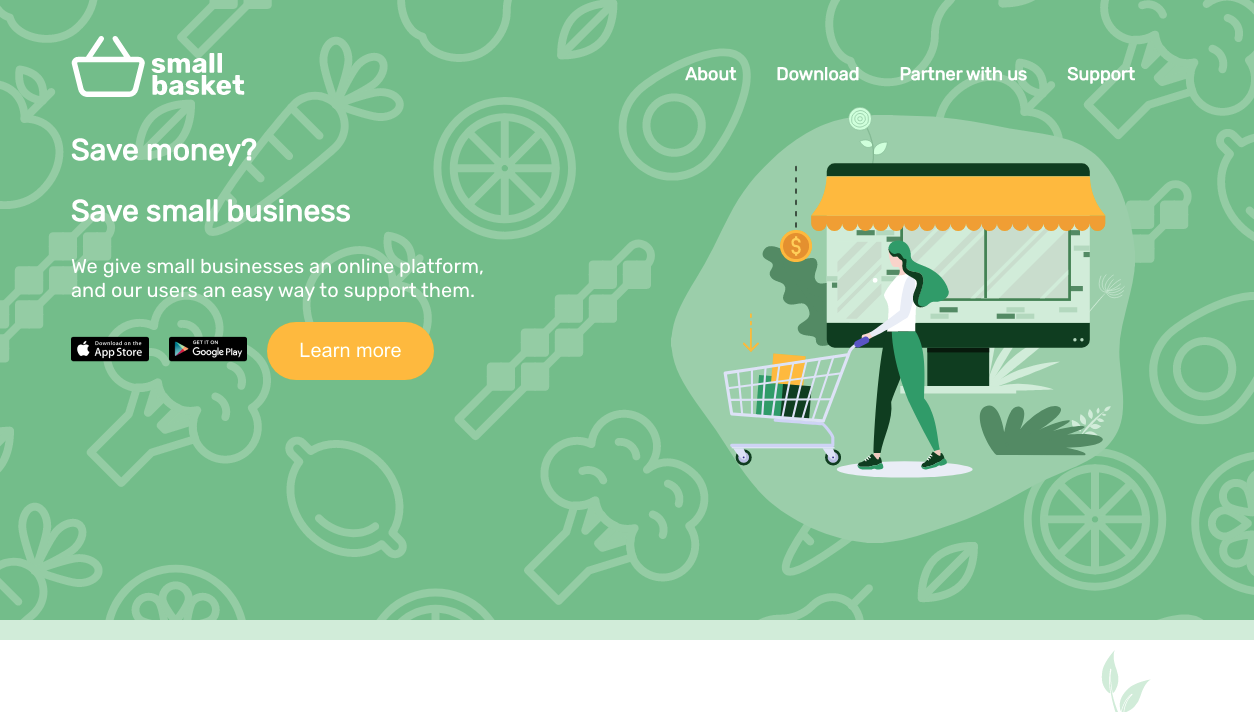 small
basket
About
Download
Partner with us
Support
Save money?
Save small business
We give small businesses an online platform,
and our users an easy way to support them.
Download on the
App Store
GET IT ON
Google Play
Learn more
$